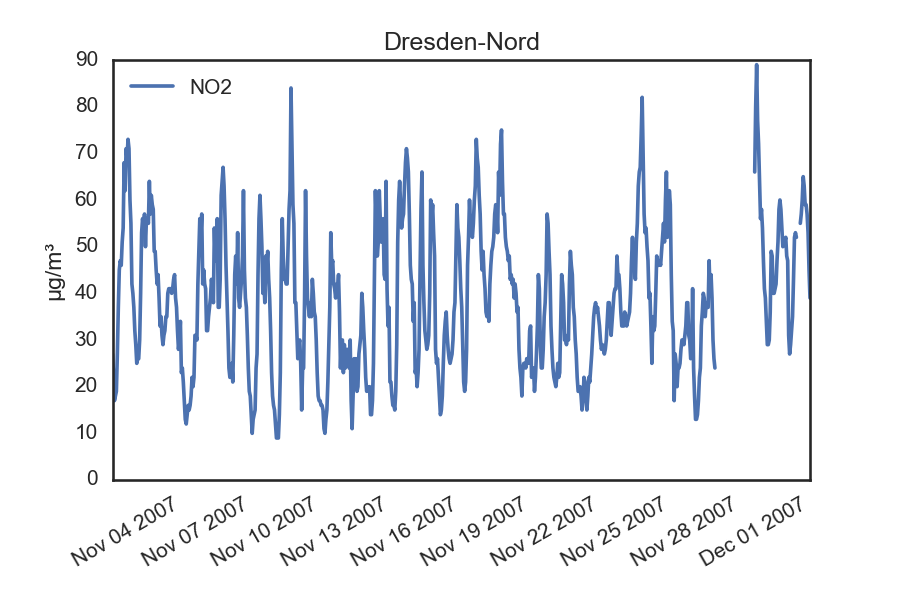 Dresden-Nord
NO2
µg/m³
90
80
70
60
50
40
30
20
10
0
Nov 04 2007
Nov 07 2007
Nov 10 2007
Nov 13 2007
Nov 16 2007
Nov 19 2007
Nov 22 2007
Nov 25 2007
Nov 28 2007
Dec 01 2007